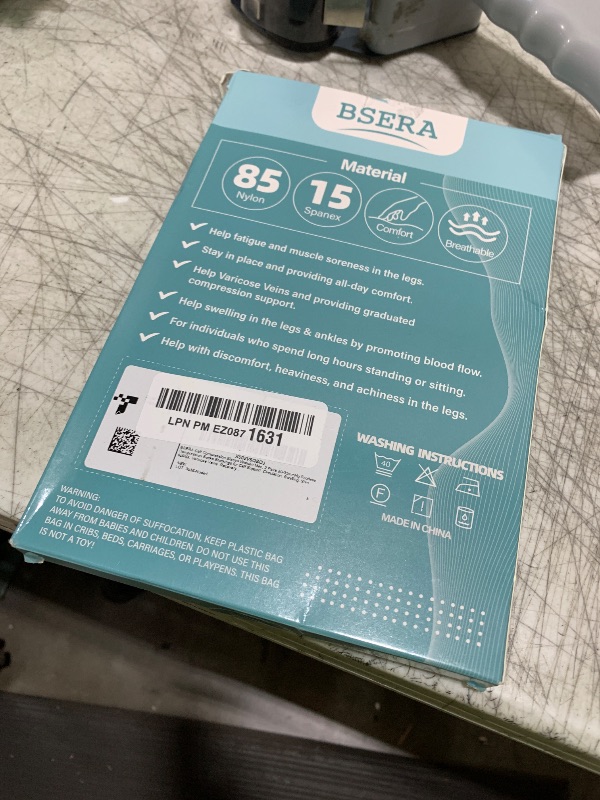 BSERA
Material
85
Nylon
15
Spanex
Comfort
Breathable
Help fatigue and muscle soreness in the legs.
Stay in place and providing all-day comfort.
Help Varicose Veins and providing graduated
compression support.
Help swelling in the legs & ankles by promoting blood flow.
For individuals who spend long hours standing or sitting.
Help with discomfort, heaviness, and achiness in the legs.
LPN PM EZ087 1631
WASHING INSTRUCTIONS
40
F
MADE IN CHINA
WARNING:
TO AVOID DANGER OF SUFFOCATION, KEEP PLASTIC BAG
AWAY FROM BABIES AND CHILDREN. DO NOT USE THIS
BAG IN CRIBS, BEDS, CARRIAGES, OR PLAYPENS. THIS BAG
IS NOT A TOY!